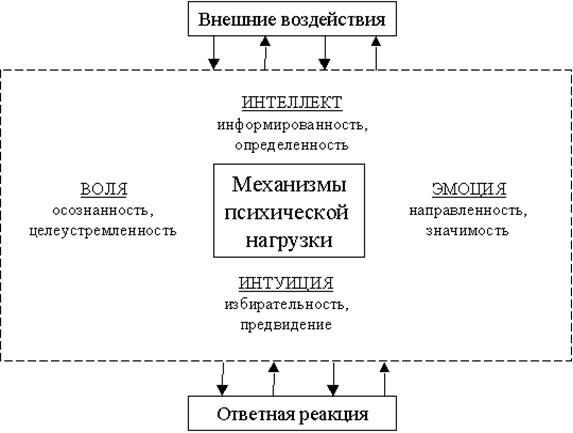 Внешние воздействия
ИНТЕЛЛЕКТ
информированность,
определенность
ВОЛЯ
осознанность,
целеустремленность
Механизмы
психической
нагрузки
ЭМОЦИЯ
направленность,
значимость
ИНТУИЦИЯ
избирательность,
предвидение
Ответная реакция